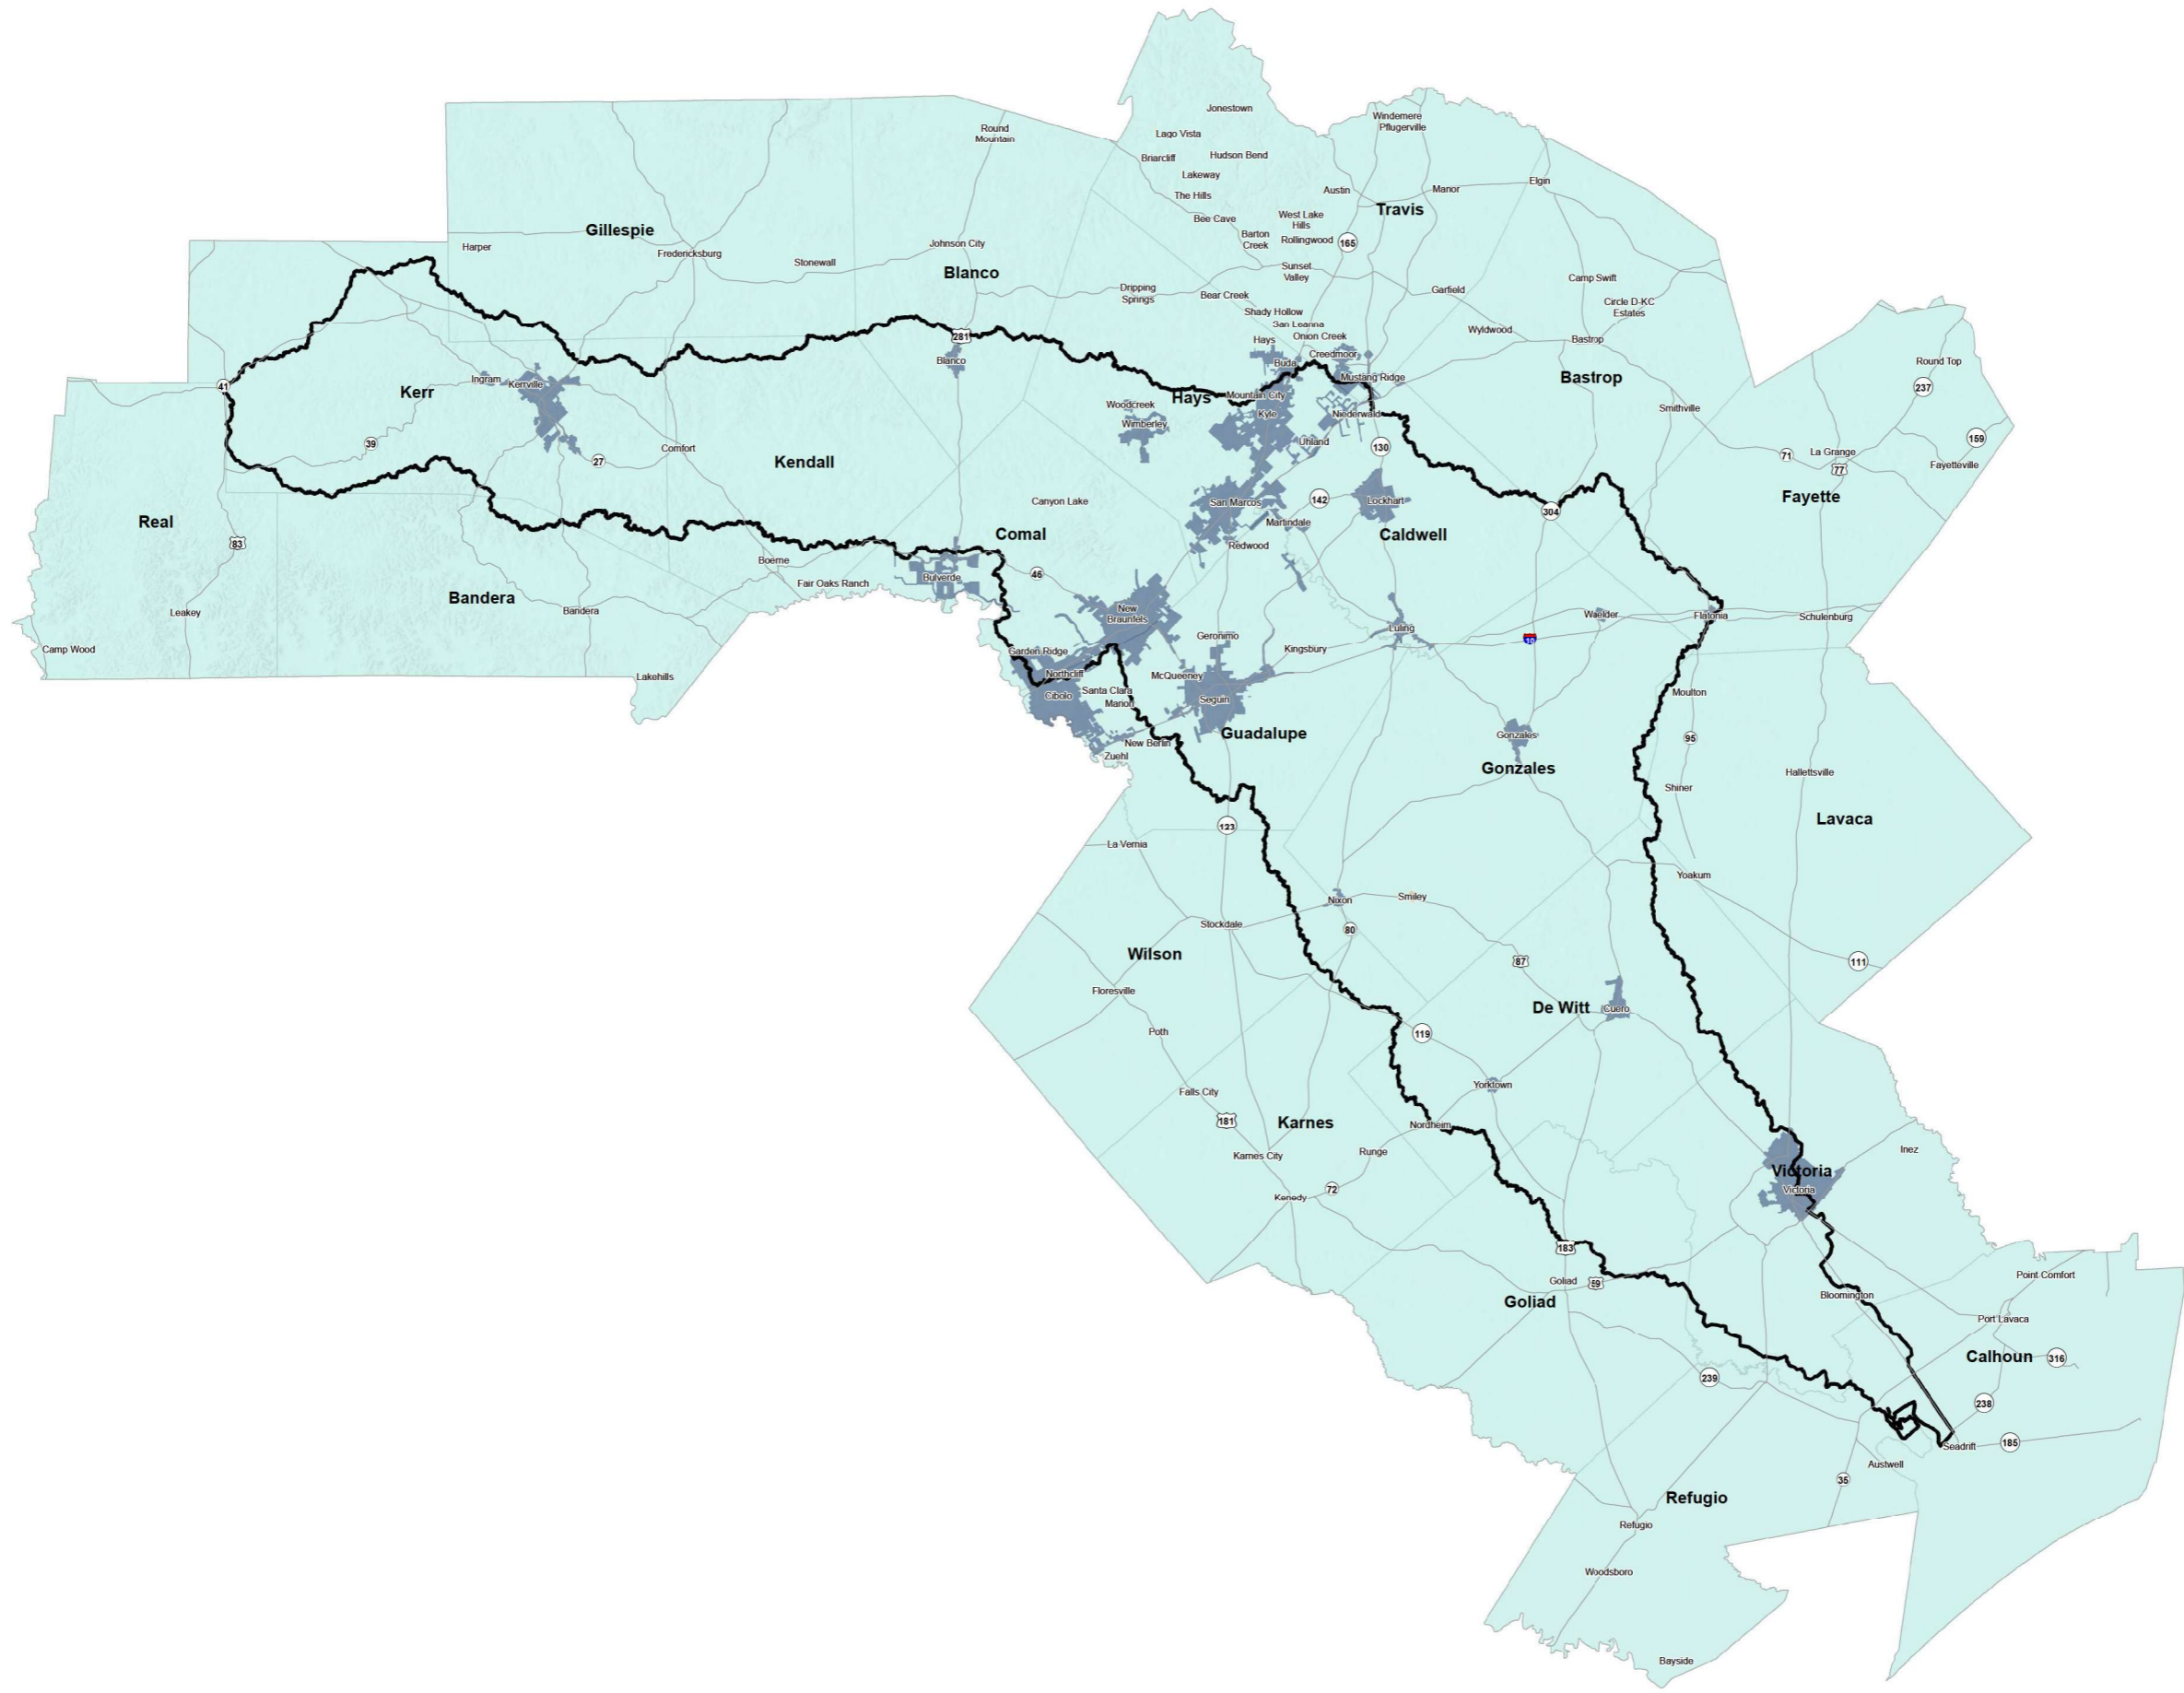 Jonestown
Windemere
Pflugerville
Round
Mountain
Lago Vista
Briarcliff
Hudson Bend
Lakeway
The Hills
Austin
Manor
Elgin
Travis
Bee Cave
West Lake
Hills
Barton
Creek
Rollingwood
165
Gillespie
Harper
Fredericksburg
Stonewall
Johnson City
Blanco
Sunset
Valley
Dripping
Springs
Bear Creek
Garfield
Camp Swift
Circle D-KC
Estates
Shady Hollow
San Leanna
Onion Creek
Wyldwood
Bastrop
Hays
Creedmoor
281
Blanco
Buda
Round Top
237
41
Kerr
Ingram
Kerrville
Mustang Ridge
Bastrop
Hays
Mountain City
Woodcreek
Wimberley
Kyle
Niederwald
Smithville
39
27
Comfort
Kendall
Uhland
130
71
La Grange
77
159
Fayetteville
Real
Canyon Lake
San Marcos
142
Lockhart
304
Fayette
Martindale
Comal
Redwood
Caldwell
83
Boerne
Fair Oaks Ranch
Bulverde
46
Bandera
Leakey
Bandera
New
Braunfels
Luling
Waelder
Flatonia
Schulenburg
Camp Wood
Lakehills
Garden Ridge
Geronimo
Kingsbury
10
Northcliff
McQueeney
Cibolo
Santa Clara
Marion
Seguin
Moulton
New Berlin
Zuehl
Guadalupe
Gonzales
Gonzales
95
Hallettsville
Shiner
123
Lavaca
La Vernia
Yoakum
Nixon
Smiley
Stockdale
80
Wilson
87
111
Floresville
De Witt
Cuero
Poth
119
Falls City
Yorktown
181
Karnes
Nordheim
Karnes City
Runge
Inez
72
Kenedy
Victoria
Victoria
183
Goliad
59
Goliad
Bloomington
Point Comfort
Port Lavaca
Calhoun
316
239
238
Seadrift
185
Austwell
35
Refugio
Refugio
Woodsboro
Bayside